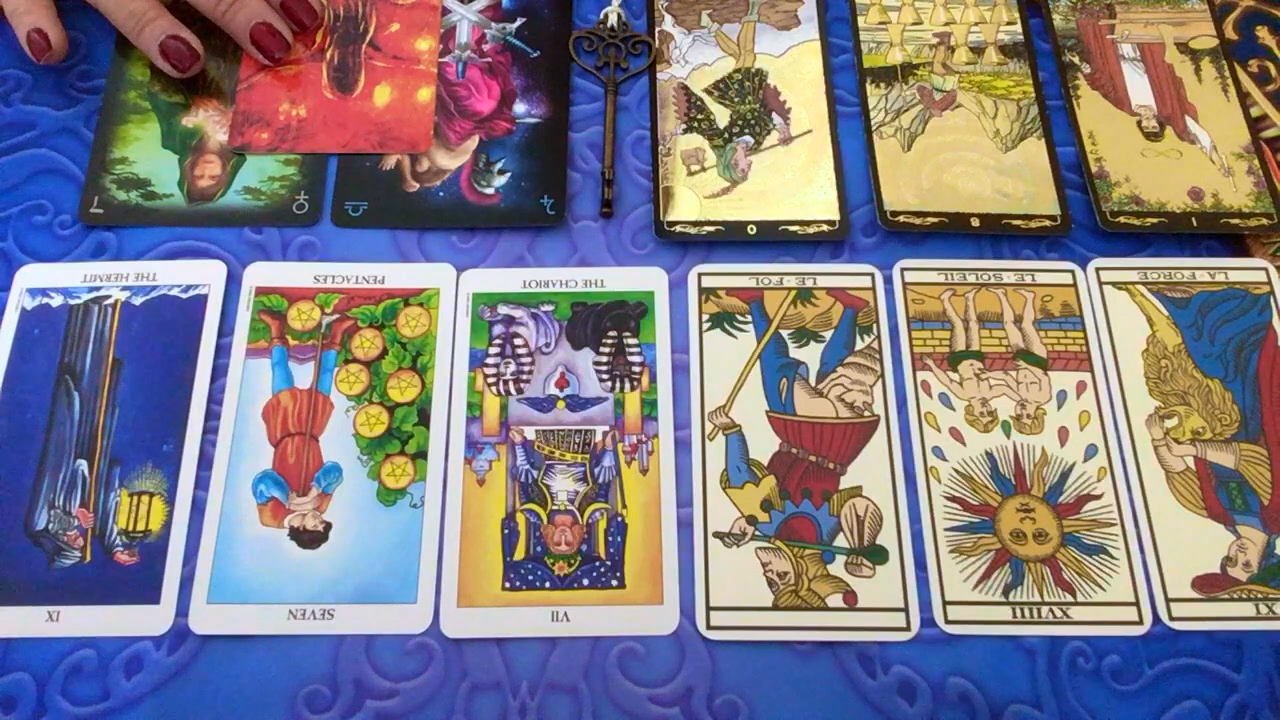 7
0
8
I
THE HERMIT
PENTACLES
THE CHARIOT
LE·FOL
LE·SOLEIL
LA·FORCE
IX
SEVEN
VII
XVIIII
XI